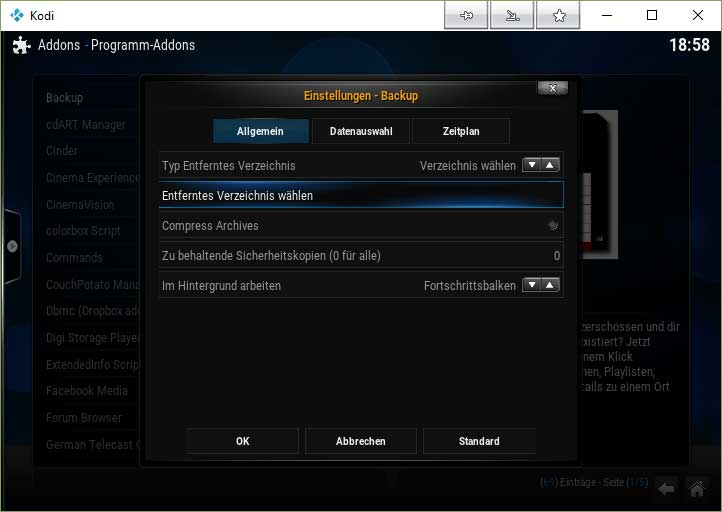 Kodi
Addons - Programm-Addons
18:58
Backup
cdART Manager
Cinder
Cinema Experience
CinemaVision
colorbox Script
Commands
CouchPotato Mana
Dbmc (Dropbox ad
Digi Storage Player
ExtendedInfo Scrip
Facebook Media
Forum Browser
German Telecast
Einstellungen - Backup
Allgemein
Datenauswahl
Zeitplan
Typ Entferntes Verzeichnis
Verzeichnis wählen
Entferntes Verzeichnis wählen
Compress Archives
Zu behaltende Sicherheitskopien (0 für alle)
0
Im Hintergrund arbeiten
Fortschrittsbalken
OK
Abbrechen
Standard
zerschossen und dir
existiert? Jetzt
nem Klick
nen, Playlisten,
tails zu einem Ort
(69) Einträge - Seite (1/5)